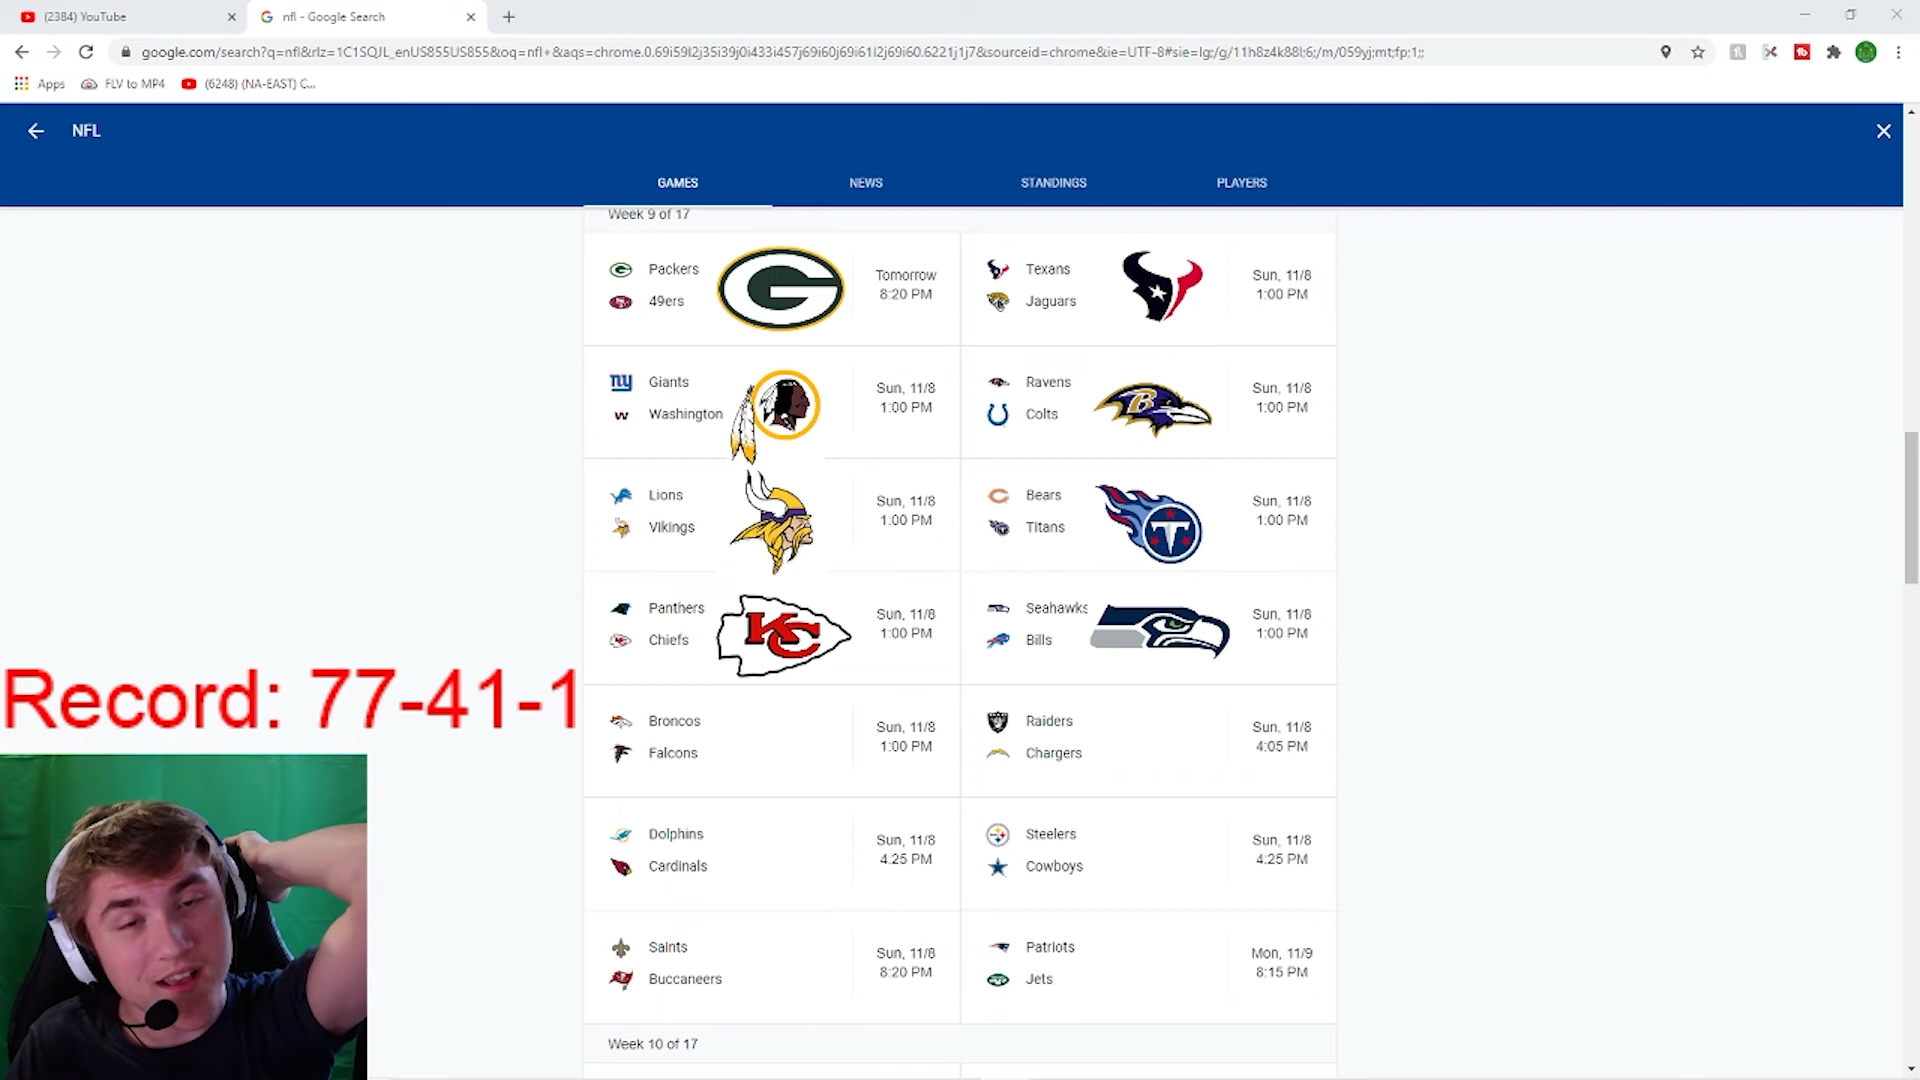 (2384) YouTube
nfl - Google Search
google.com/search?q=nfl&rlz=1C1SQJL_enUS855US855&oq=nfl+&aqs=chrome.0.69i59l2j35i39j0i433i457j69i60j69i61l2j69i60.6221j1j7&sourceid=chrome&ie=UTF-8#sie=lg;/g/11h8z4k88l;6;/m/059yj;mt;fp;1;;
Apps
FLV to MP4
(6248) (NA-EAST) C...
NFL
GAMES
NEWS
STANDINGS
PLAYERS
Week 9 of 17
Packers
49ers
G
Tomorrow
8:20 PM
Texans
Jaguars
Sun, 11/8
1:00 PM
ny
Giants
W
Washington
Sun, 11/8
1:00 PM
Ravens
Colts
B
Sun, 11/8
1:00 PM
Lions
Vikings
Sun, 11/8
1:00 PM
Bears
Titans
T
Sun, 11/8
1:00 PM
Panthers
Chiefs
KC
Sun, 11/8
1:00 PM
Seahawks
Bills
Sun, 11/8
1:00 PM
Record: 77-41-1
Broncos
Falcons
Sun, 11/8
1:00 PM
Raiders
Chargers
Sun, 11/8
4:05 PM
Dolphins
Cardinals
Sun, 11/8
4:25 PM
Steelers
Cowboys
Sun, 11/8
4:25 PM
Saints
Buccaneers
Sun, 11/8
8:20 PM
Patriots
Jets
Mon, 11/9
8:15 PM
Week 10 of 17